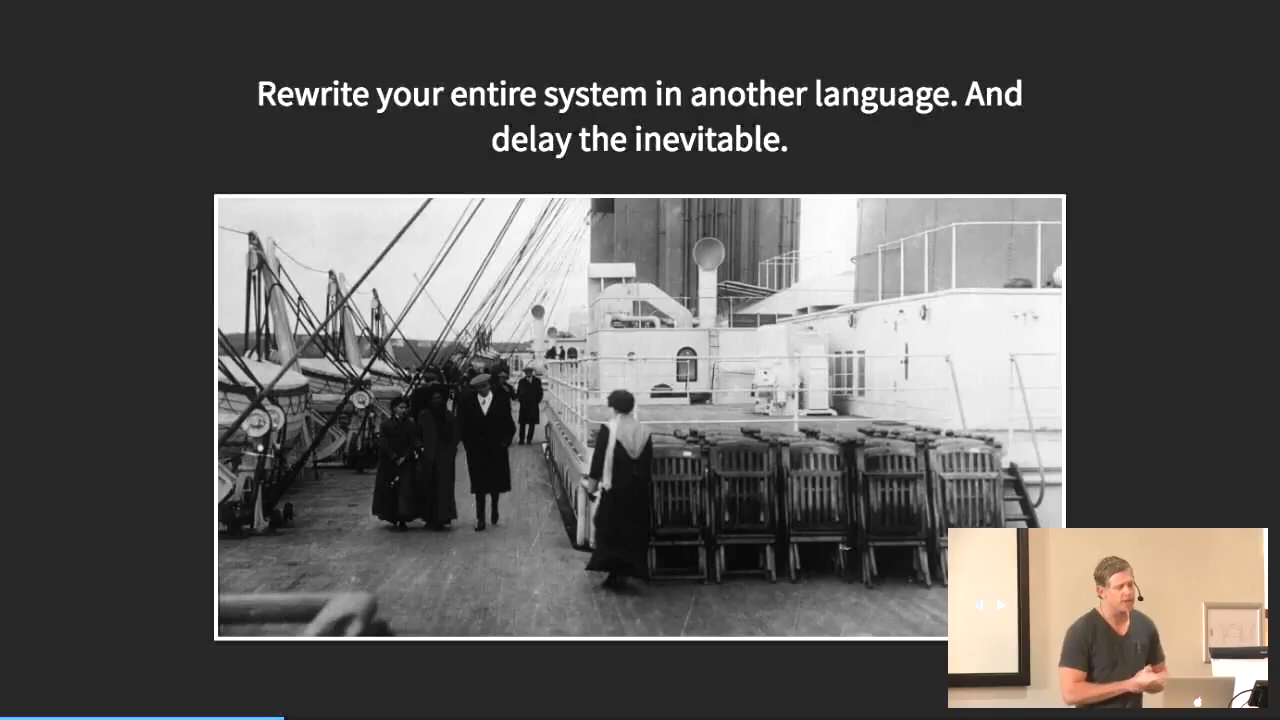 Rewrite your entire system in another language. And
delay the inevitable.